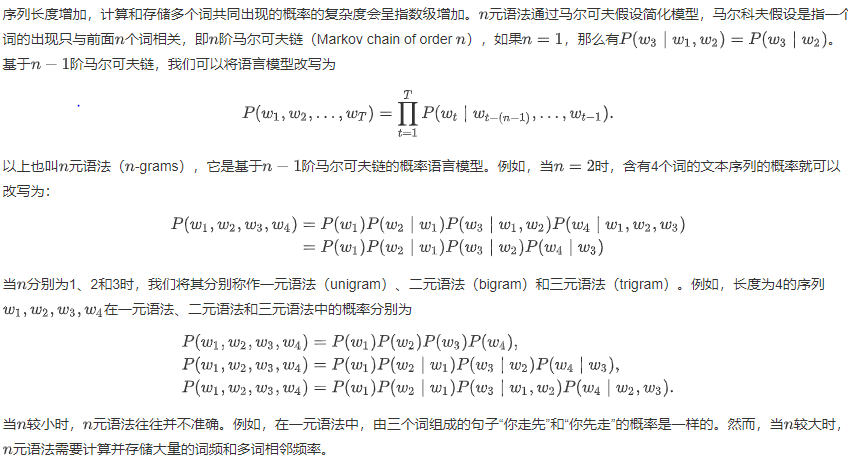 序列长度增加，计算和存储多个词共同出现的概率的复杂度会呈指数级增加。n元语法通过马尔可夫假设简化模型，马尔科夫假设是指一个
词的出现只与前面n个词相关，即n阶马尔可夫链（Markov chain of order n），如果n = 1，那么有P(w₃ | w₁, w₂) = P(w₃ | w₂)。
基于n − 1阶马尔可夫链，我们可以将语言模型改写为
P(w₁, w₂, …, w_T) = ∏_{t=1}^{T} P(w_t | w_{t−(n−1)}, …, w_{t−1}).
以上也叫n元语法（n-grams），它是基于n − 1阶马尔可夫链的概率语言模型。例如，当n = 2时，含有4个词的文本序列的概率就可以
改写为：
P(w₁, w₂, w₃, w₄) = P(w₁)P(w₂ | w₁)P(w₃ | w₁, w₂)P(w₄ | w₁, w₂, w₃)
= P(w₁)P(w₂ | w₁)P(w₃ | w₂)P(w₄ | w₃)
当n分别为1、2和3时，我们将其分别称作一元语法（unigram）、二元语法（bigram）和三元语法（trigram）。例如，长度为4的序列
w₁, w₂, w₃, w₄在一元语法、二元语法和三元语法中的概率分别为
P(w₁, w₂, w₃, w₄) = P(w₁)P(w₂)P(w₃)P(w₄),
P(w₁, w₂, w₃, w₄) = P(w₁)P(w₂ | w₁)P(w₃ | w₂)P(w₄ | w₃),
P(w₁, w₂, w₃, w₄) = P(w₁)P(w₂ | w₁)P(w₃ | w₁, w₂)P(w₄ | w₂, w₃).
当n较小时，n元语法往往并不准确。例如，在一元语法中，由三个词组成的句子“你走先”和“你先走”的概率是一样的。然而，当n较大时，
n元语法需要计算并存储大量的词频和多词相邻频率。